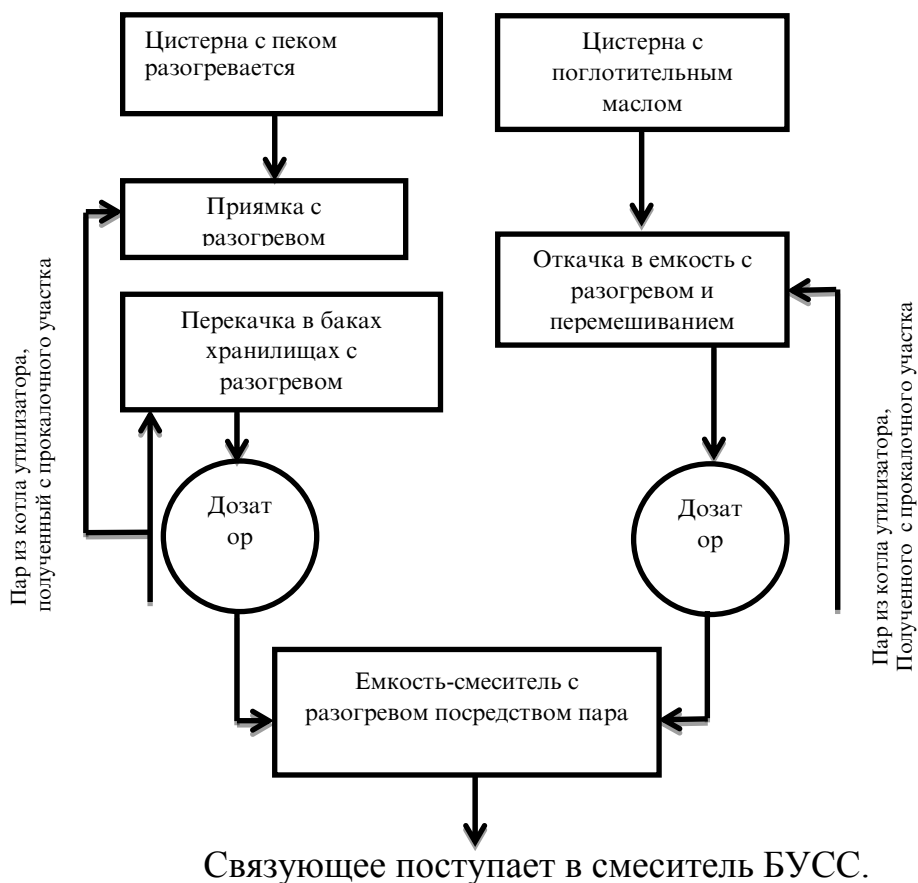 Цистерна с пеком
разогревается
Цистерна с
поглотительным
маслом
Приямка с
разогревом
Откачка в емкость с
разогревом и
перемешиванием
Перекачка в баках
хранилищах с
разогревом
Пар из котла утилизатора,
полученный с прокалочного участка
Пар из котла утилизатора,
Полученного с прокалочного участка
Дозат
ор
Дозат
ор
Емкость-смеситель с
разогревом посредством пара
Связующее поступает в смеситель БУСС.